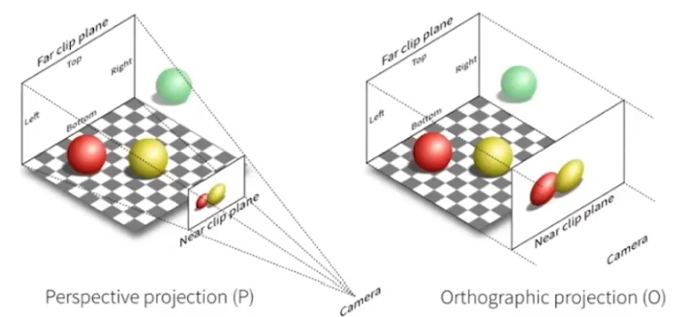 Far clip plane
Top
Right
Left
Bottom
Near clip plane
Camera
Perspective projection (P)
Far clip plane
Top
Right
Left
Bottom
Near clip plane
Camera
Orthographic projection (O)